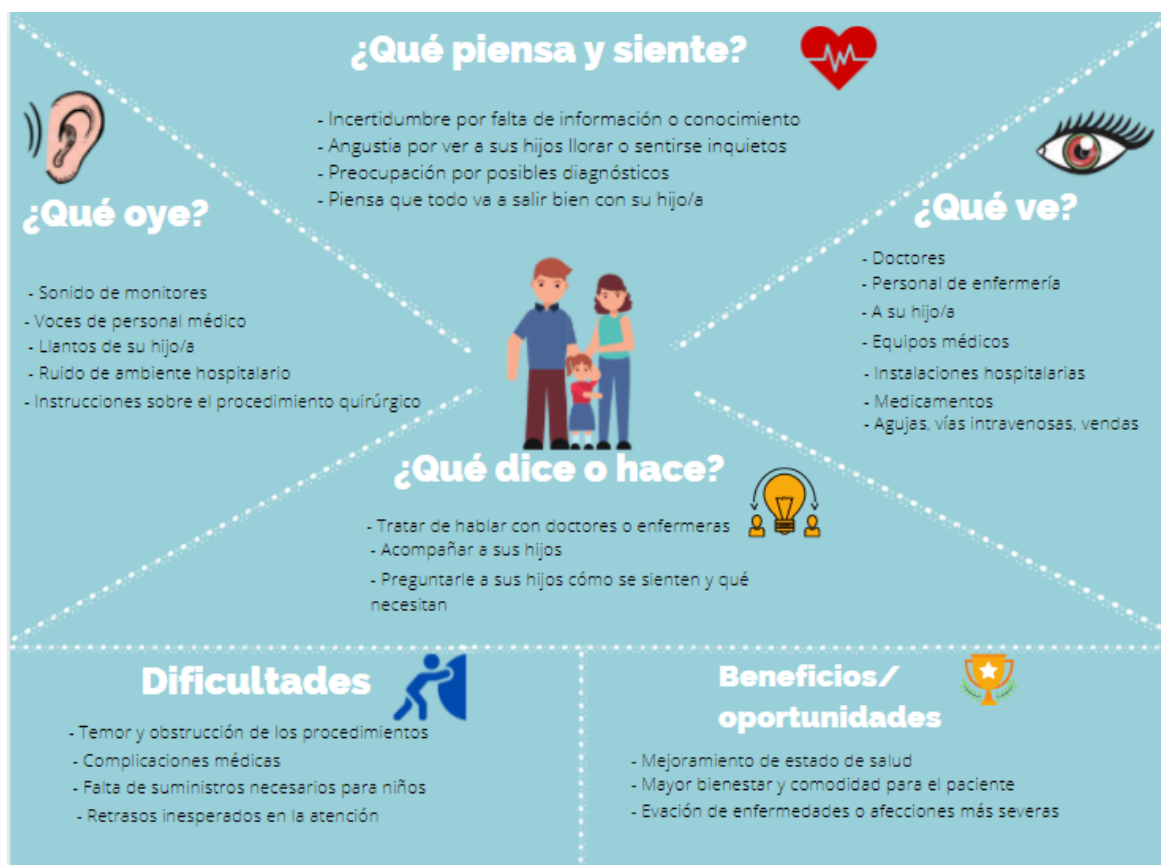 ¿Qué piensa y siente?
- Incertidumbre por falta de información o conocimiento
- Angustia por ver a sus hijos llorar o sentirse inquietos
- Preocupación por posibles diagnósticos
- Piensa que todo va a salir bien con su hijo/a
¿Qué oye?
- Sonido de monitores
- Voces de personal médico
- Llantos de su hijo/a
- Ruido de ambiente hospitalario
- Instrucciones sobre el procedimiento quirúrgico
¿Qué ve?
- Doctores
- Personal de enfermería
- A su hijo/a
- Equipos médicos
- Instalaciones hospitalarias
- Medicamentos
- Agujas, vías intravenosas, vendas
¿Qué dice o hace?
- Tratar de hablar con doctores o enfermeras
- Acompañar a sus hijos
- Preguntarle a sus hijos cómo se sienten y qué
necesitan
Dificultades
- Temor y obstrucción de los procedimientos
- Complicaciones médicas
- Falta de suministros necesarios para niños
- Retrasos inesperados en la atención
Beneficios/
oportunidades
- Mejoramiento de estado de salud
- Mayor bienestar y comodidad para el paciente
- Evación de enfermedades o afecciones más severas